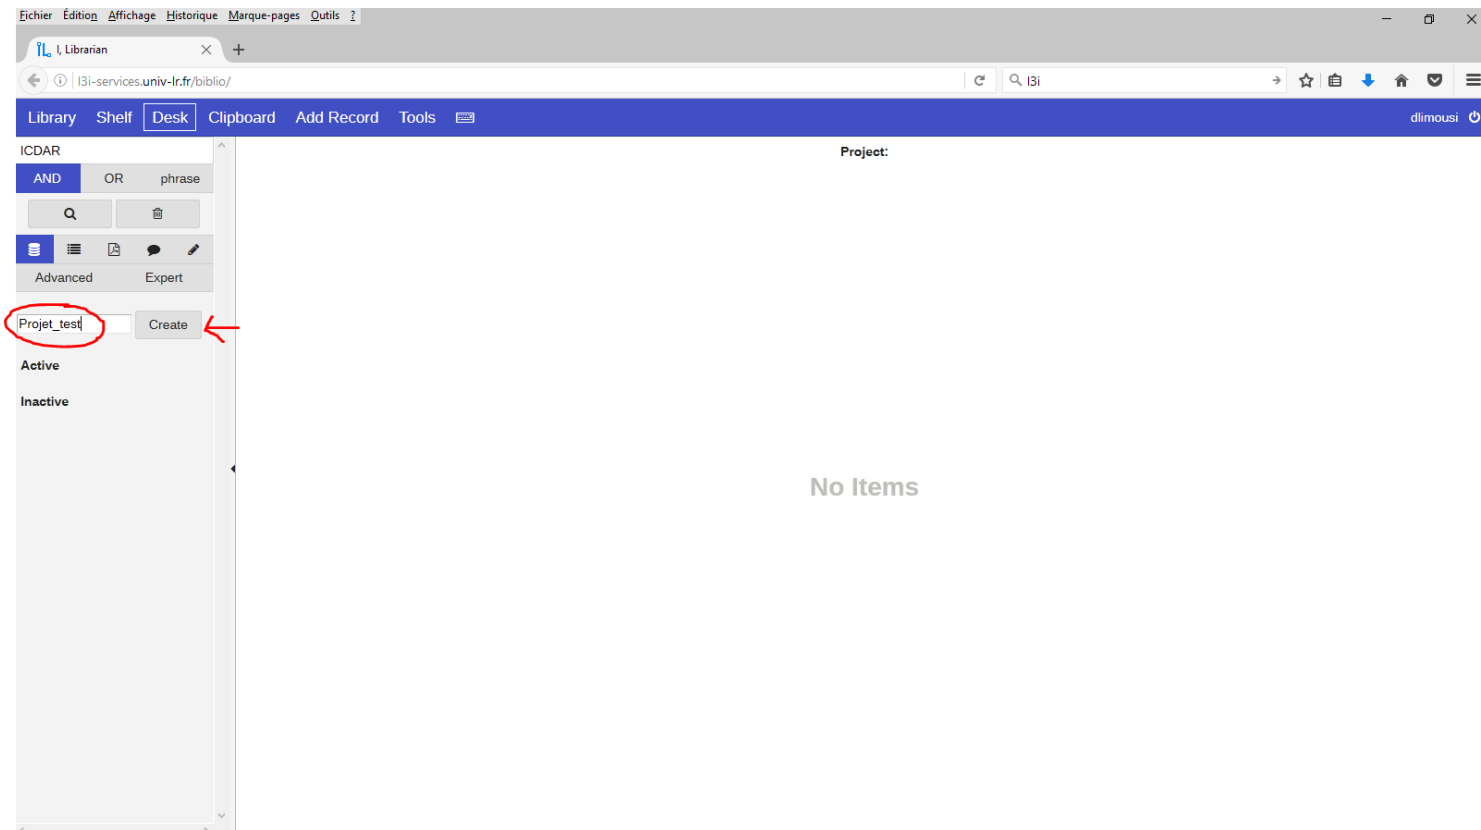 Fichier Édition Affichage Historique Marque-pages Outils ?
I, Librarian
l3i-services.univ-lr.fr/biblio/
l3i
Library Shelf Desk Clipboard Add Record Tools
dlimousi
ICDAR
Project:
AND OR phrase
Advanced Expert
Projet_test Create
Active
Inactive
No Items